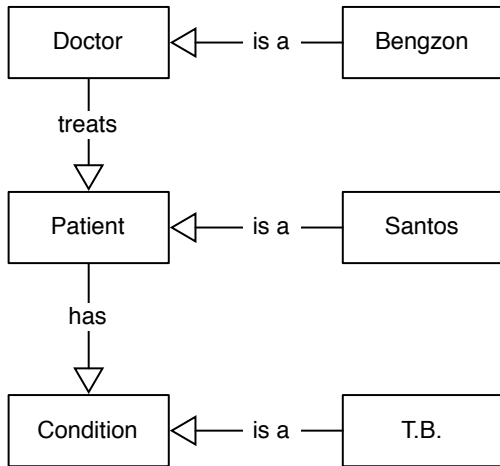 Doctor is a Bengzon
treats
Patient is a Santos
has
Condition is a T.B.